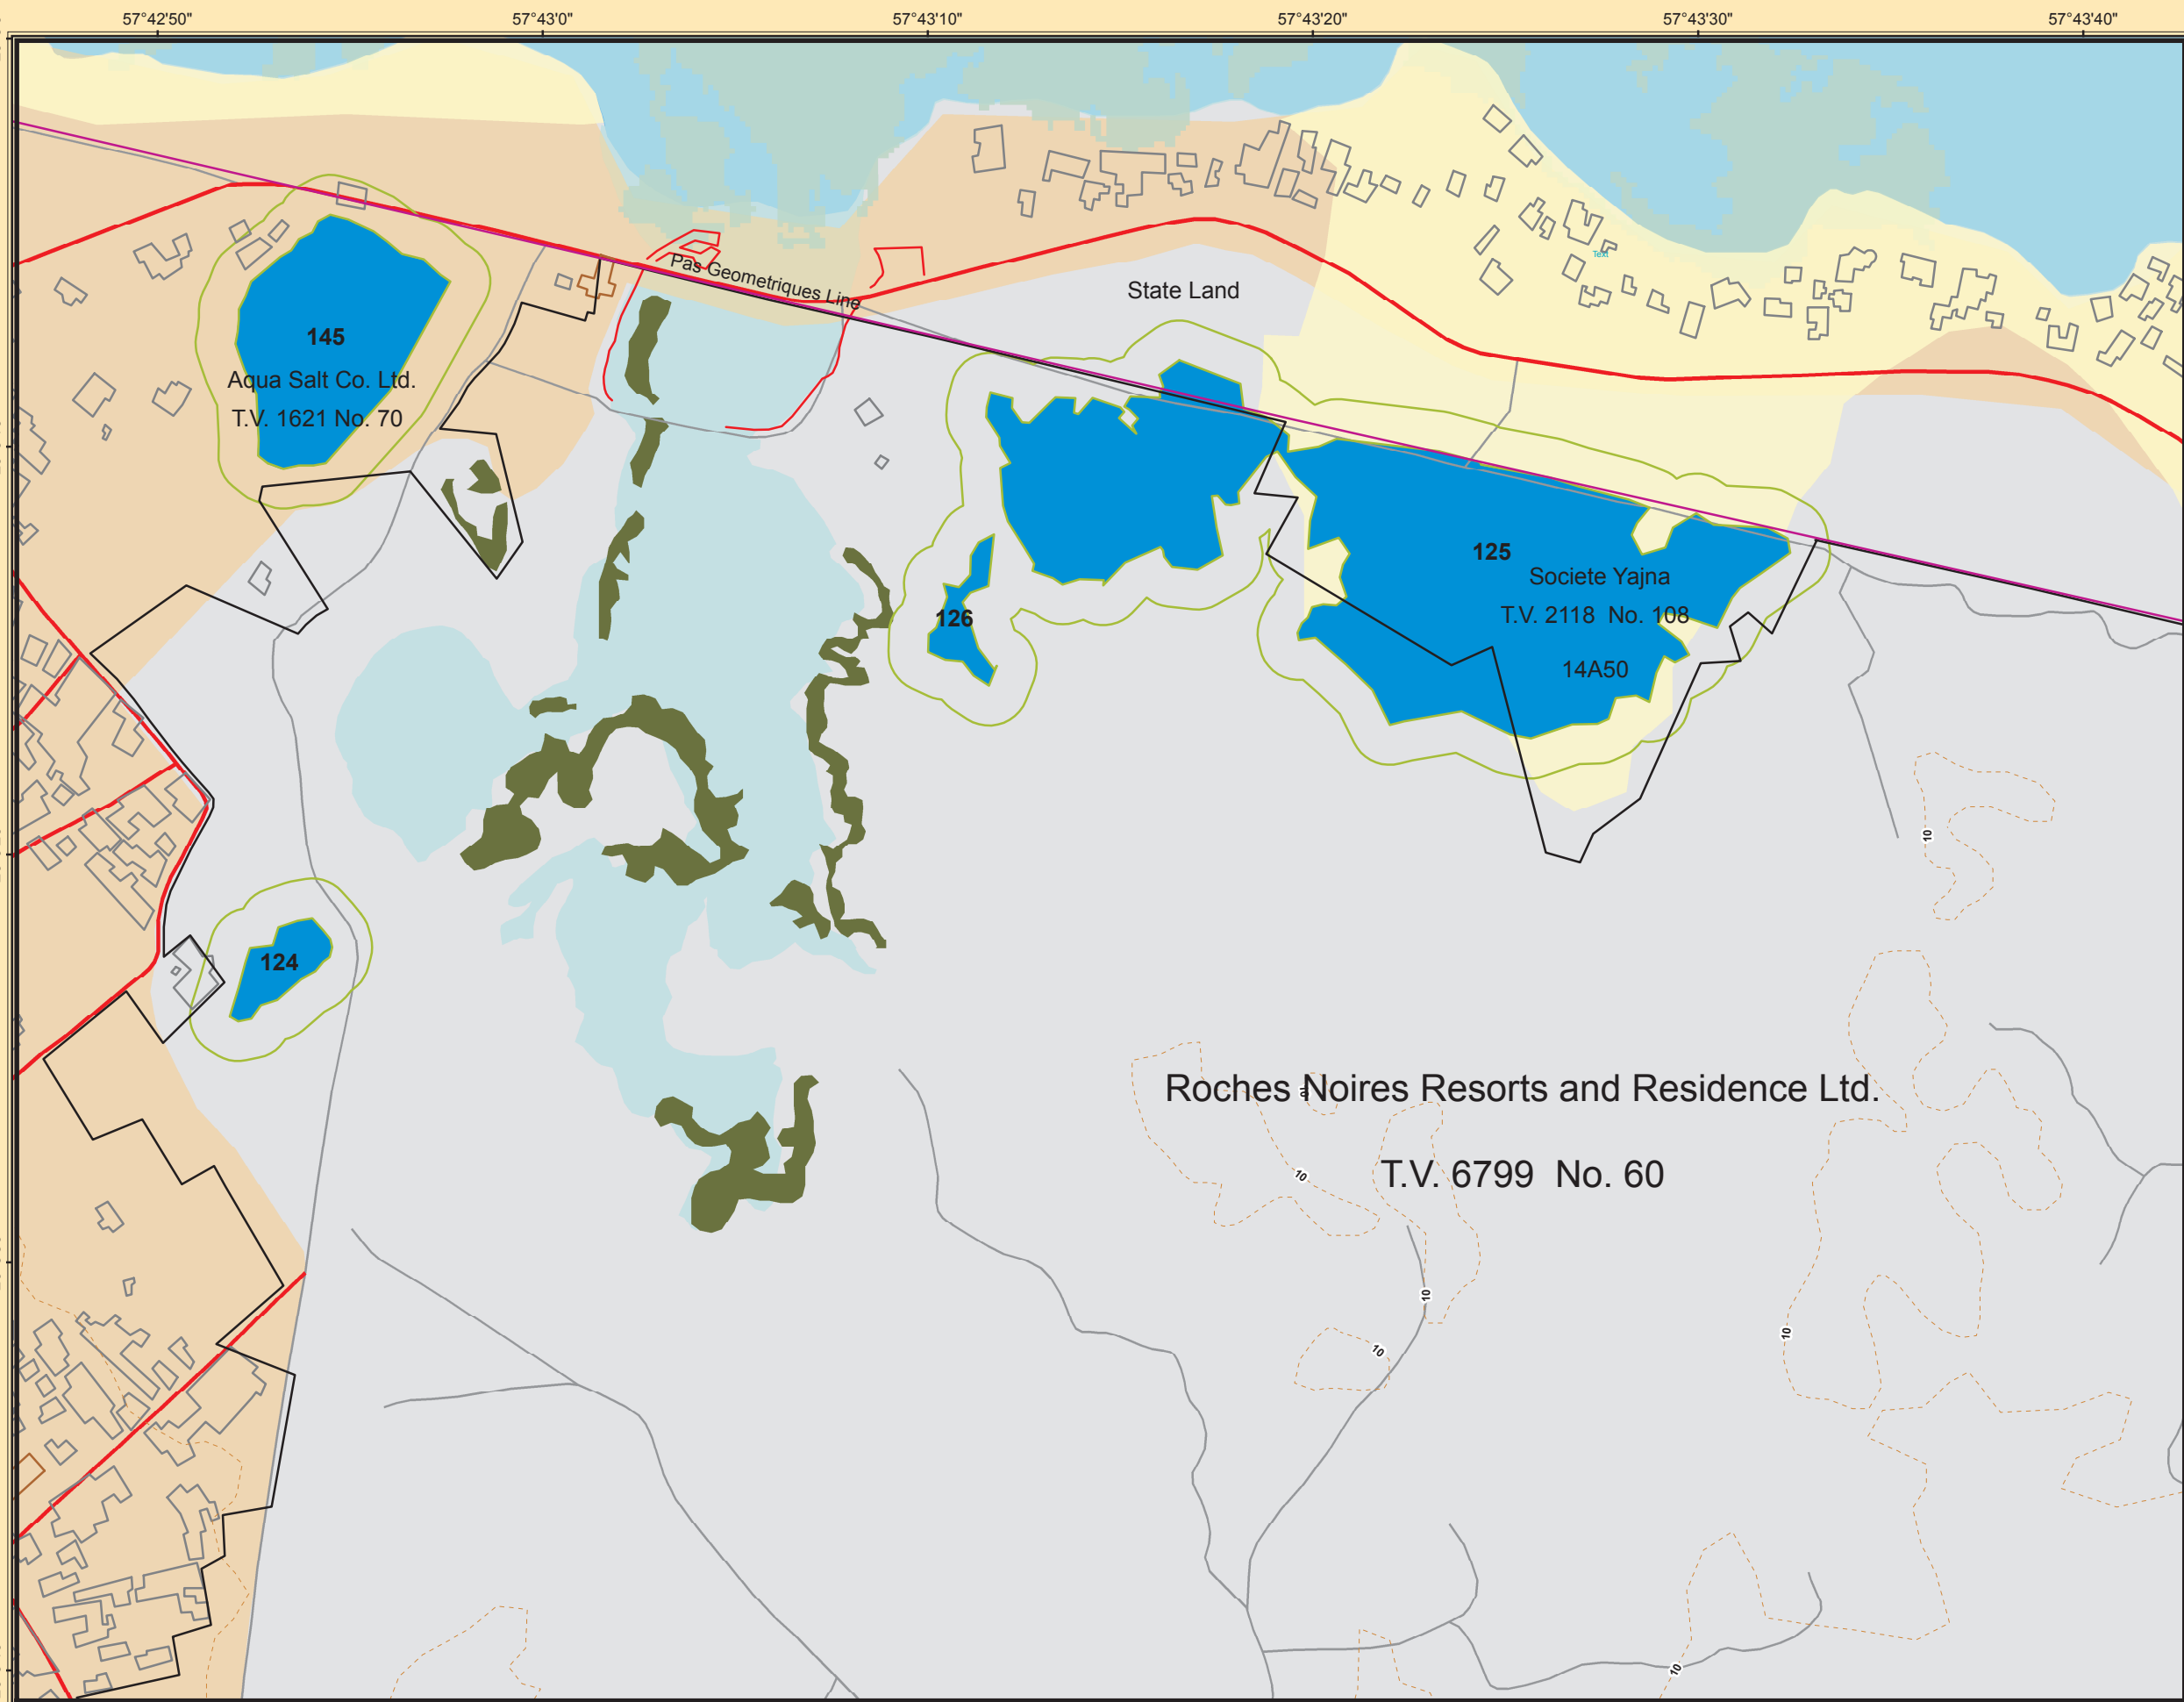 57°42'50"
57°43'0"
57°43'10"
57°43'20"
57°43'30"
57°43'40"
Pas Geometriques Line
State Land
Text
145
Aqua Salt Co. Ltd.
T.V. 1621 No. 70
125
Societe Yajna
T.V. 2118 No. 108
14A50
126
124
10
Roches Noires Resorts and Residence Ltd.
T.V. 6799 No. 60
10
10
10
10
10